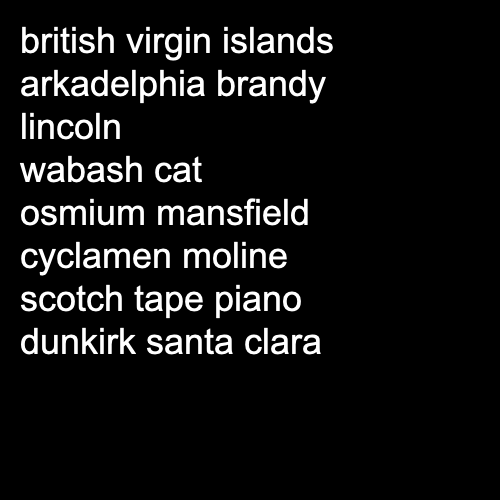 british virgin islands
arkadelphia brandy
lincoln
wabash cat
osmium mansfield
cyclamen moline
scotch tape piano
dunkirk santa clara